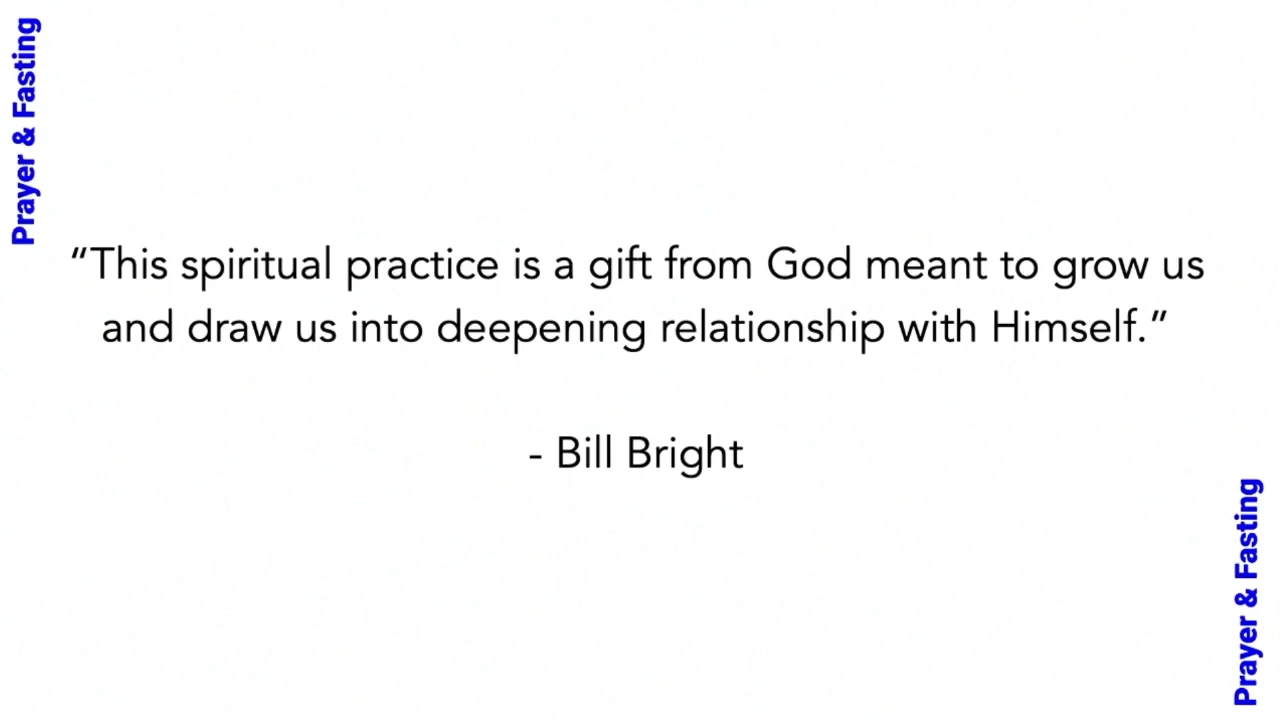 Prayer & Fasting
“This spiritual practice is a gift from God meant to grow us
and draw us into deepening relationship with Himself.”
- Bill Bright
Prayer & Fasting